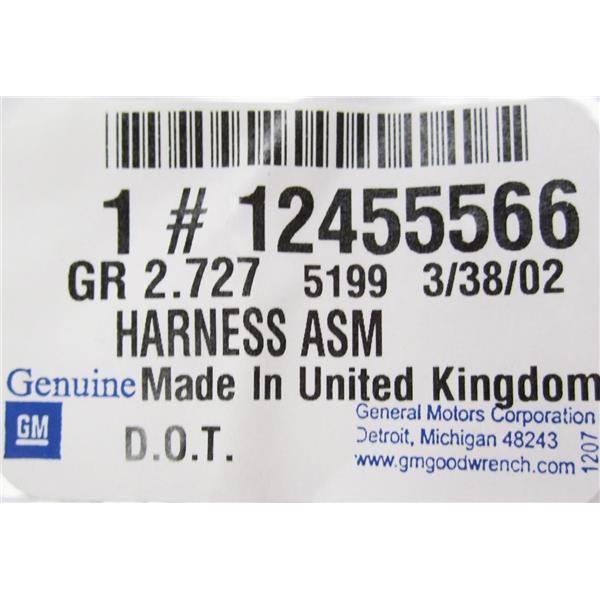 1 # 12455566
GR 2.727 5199 3/38/02
HARNESS ASM
Genuine Made In United Kingdom
GM
D.O.T.
General Motors Corporation
Detroit, Michigan 48243
www.gmgoodwrench.com
1207